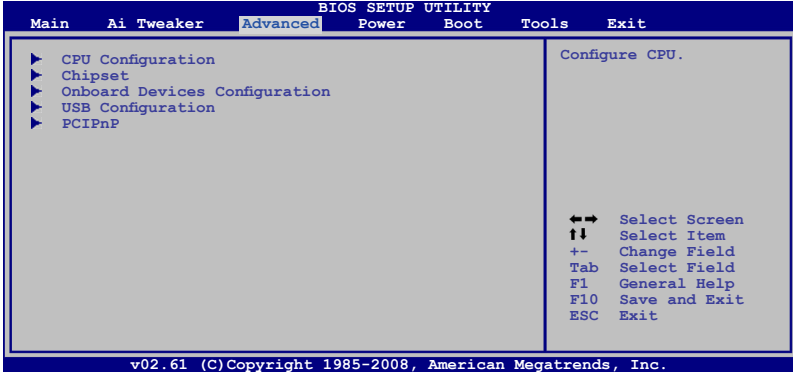 BIOS SETUP UTILITY
Main Ai Tweaker Advanced Power Boot Tools Exit
CPU Configuration
Chipset
Onboard Devices Configuration
USB Configuration
PCIPnP
Configure CPU.
Select Screen
Select Item
+- Change Field
Tab Select Field
F1 General Help
F10 Save and Exit
ESC Exit
v02.61 (C)Copyright 1985-2008, American Megatrends, Inc.